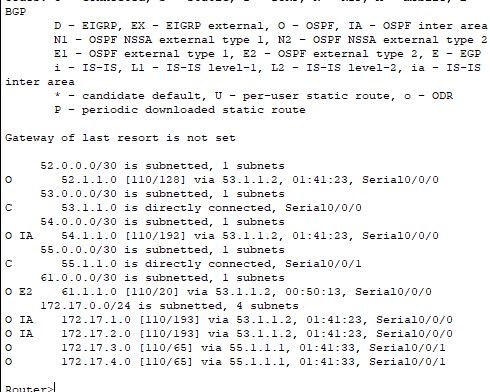 BGP
D - EIGRP, EX - EIGRP external, O - OSPF, IA - OSPF inter area
N1 - OSPF NSSA external type 1, N2 - OSPF NSSA external type 2
E1 - OSPF external type 1, E2 - OSPF external type 2, E - EGP
i - IS-IS, L1 - IS-IS level-1, L2 - IS-IS level-2, ia - IS-IS
inter area
* - candidate default, U - per-user static route, o - ODR
P - periodic downloaded static route
Gateway of last resort is not set
52.0.0.0/30 is subnetted, 1 subnets
O 52.1.1.0 [110/128] via 53.1.1.2, 01:41:23, Serial0/0/0
53.0.0.0/30 is subnetted, 1 subnets
C 53.1.1.0 is directly connected, Serial0/0/0
54.0.0.0/30 is subnetted, 1 subnets
O IA 54.1.1.0 [110/192] via 53.1.1.2, 01:41:23, Serial0/0/0
55.0.0.0/30 is subnetted, 1 subnets
C 55.1.1.0 is directly connected, Serial0/0/1
61.0.0.0/30 is subnetted, 1 subnets
O E2 61.1.1.0 [110/20] via 53.1.1.2, 00:50:13, Serial0/0/0
172.17.0.0/24 is subnetted, 4 subnets
O IA 172.17.1.0 [110/193] via 53.1.1.2, 01:41:23, Serial0/0/0
O IA 172.17.2.0 [110/193] via 53.1.1.2, 01:41:23, Serial0/0/0
O 172.17.3.0 [110/65] via 55.1.1.1, 01:41:33, Serial0/0/1
O 172.17.4.0 [110/65] via 55.1.1.1, 01:41:33, Serial0/0/1
Router>